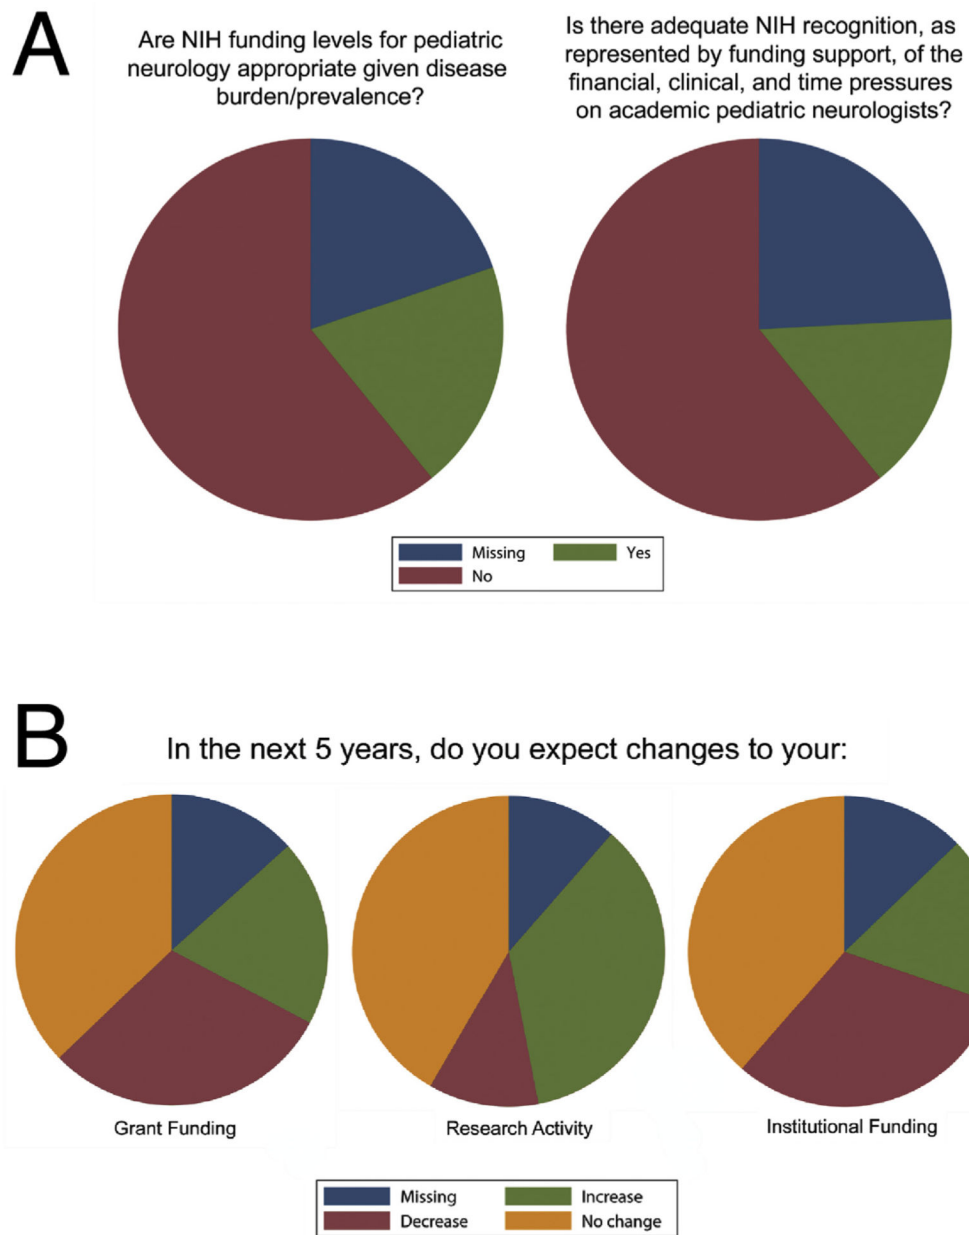 A
Are NIH funding levels for pediatric
neurology appropriate given disease
burden/prevalence?
Is there adequate NIH recognition, as
represented by funding support, of the
financial, clinical, and time pressures
on academic pediatric neurologists?
Missing
Yes
No
B
In the next 5 years, do you expect changes to your:
Grant Funding
Research Activity
Institutional Funding
Missing
Increase
Decrease
No change